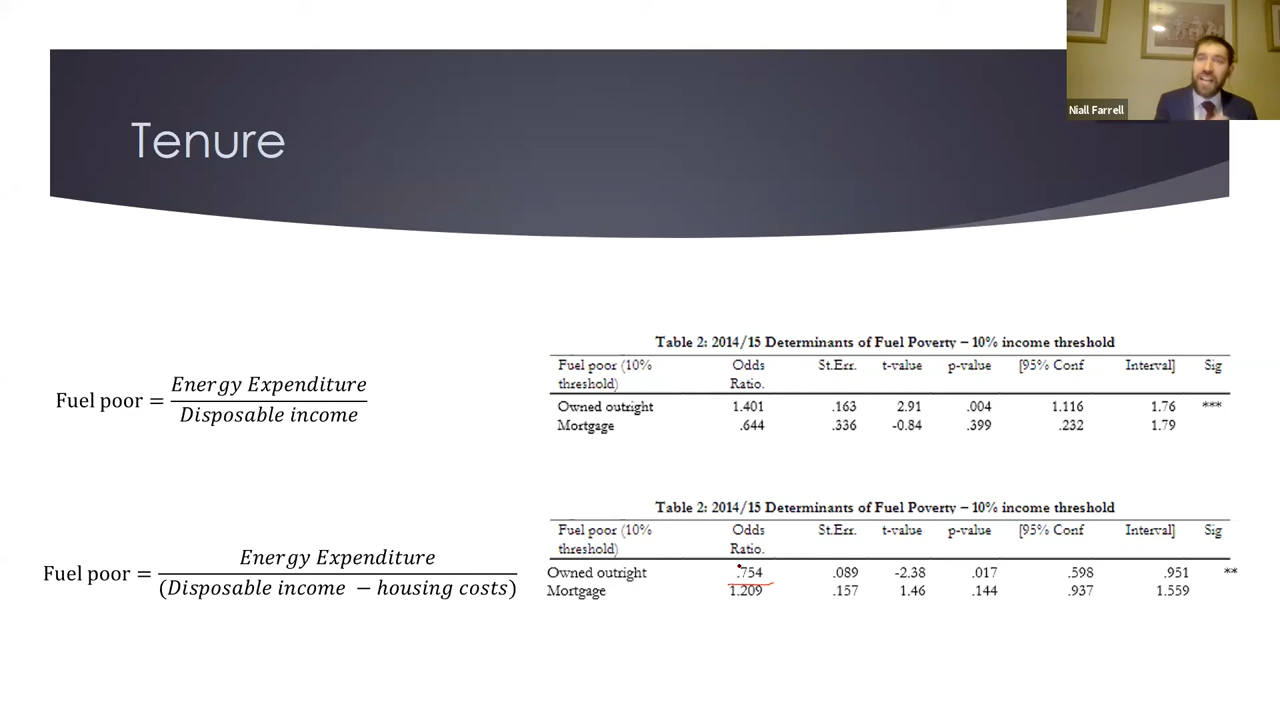 Niall Farrell
Tenure
Fuel poor = Energy Expenditure / Disposable income
Table 2: 2014/15 Determinants of Fuel Poverty – 10% income threshold
Fuel poor (10% threshold) Odds Ratio. St.Err. t-value p-value [95% Conf Interval] Sig
Owned outright 1.401 .163 2.91 .004 1.116 1.76 ***
Mortgage .644 .336 -0.84 .399 .232 1.79
Fuel poor = Energy Expenditure / (Disposable income − housing costs)
Table 2: 2014/15 Determinants of Fuel Poverty – 10% income threshold
Fuel poor (10% threshold) Odds Ratio. St.Err. t-value p-value [95% Conf Interval] Sig
Owned outright .754 .089 -2.38 .017 .598 .951 **
Mortgage 1.209 .157 1.46 .144 .937 1.559